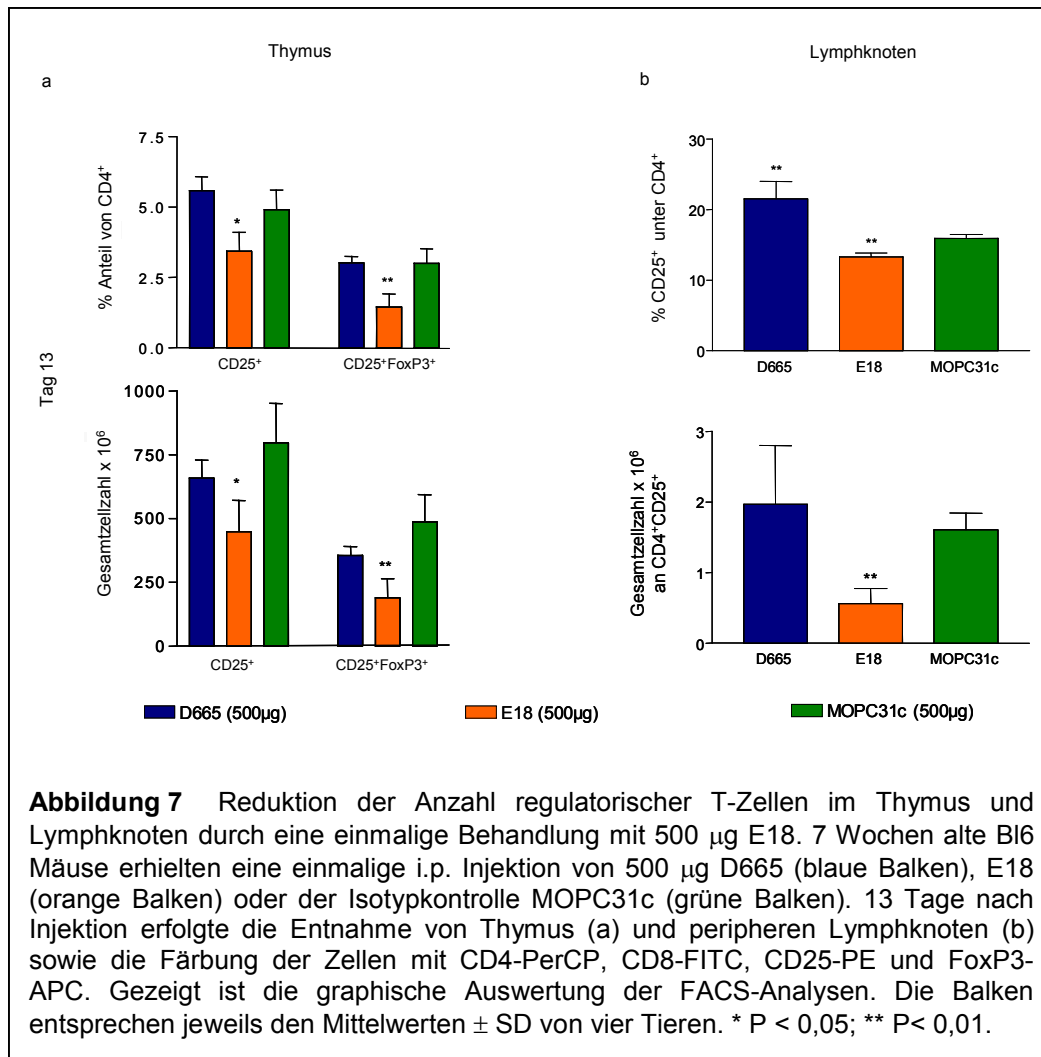 Thymus
Lymphknoten
a
b
Tag 13
% Anteil von CD4⁺
7.5
5.0
2.5
0.0
*
**
CD25⁺
CD25⁺FoxP3⁺
% CD25⁺ unter CD4⁺
30
20
10
0
**
**
D665
E18
MOPC31c
Gesamtzellzahl x 10⁶
1000
750
500
250
0
*
**
CD25⁺
CD25⁺FoxP3⁺
Gesamtzellzahl x 10⁶
an CD4⁺CD25⁺
3
2
1
0
**
D665
E18
MOPC31c
D665 (500µg)
E18 (500µg)
MOPC31c (500µg)
Abbildung 7 Reduktion der Anzahl regulatorischer T-Zellen im Thymus und
Lymphknoten durch eine einmalige Behandlung mit 500 µg E18. 7 Wochen alte Bl6
Mäuse erhielten eine einmalige i.p. Injektion von 500 µg D665 (blaue Balken), E18
(orange Balken) oder der Isotypkontrolle MOPC31c (grüne Balken). 13 Tage nach
Injektion erfolgte die Entnahme von Thymus (a) und peripheren Lymphknoten (b)
sowie die Färbung der Zellen mit CD4-PerCP, CD8-FITC, CD25-PE und FoxP3-
APC. Gezeigt ist die graphische Auswertung der FACS-Analysen. Die Balken
entsprechen jeweils den Mittelwerten ± SD von vier Tieren. * P < 0,05; ** P< 0,01.